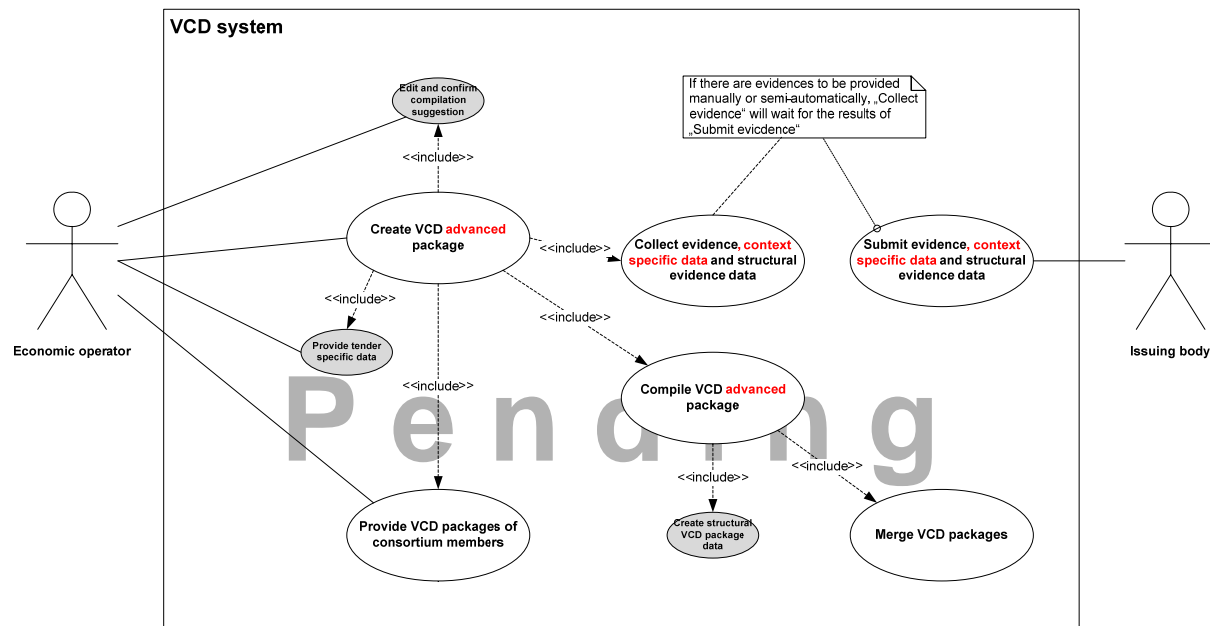 VCD system
Edit and confirm
compilation
suggestion
If there are evidences to be provided
manually or semi-automatically, „Collect
evidence“ will wait for the results of
„Submit evicdence“
<<include>>
Create VCD advanced
package
<<include>>
Collect evidence, context
specific data and structural
evidence data
Submit evidence, context
specific data and structural
evidence data
<<include>>
<<include>>
Economic operator
Issuing body
Provide tender
specific data
<<include>>
Compile VCD advanced
package
Pending
<<include>>
<<include>>
Provide VCD packages of
consortium members
Create structural
VCD package
data
Merge VCD packages